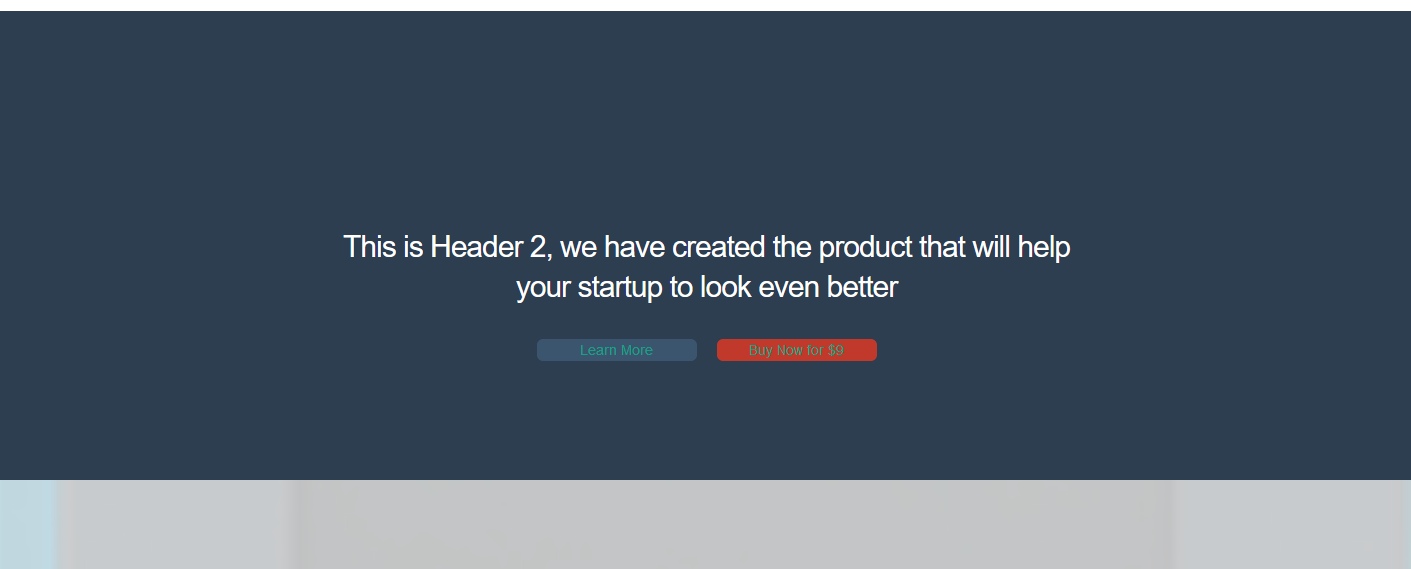 This is Header 2, we have created the product that will help
your startup to look even better
Learn More
Buy Now for $9